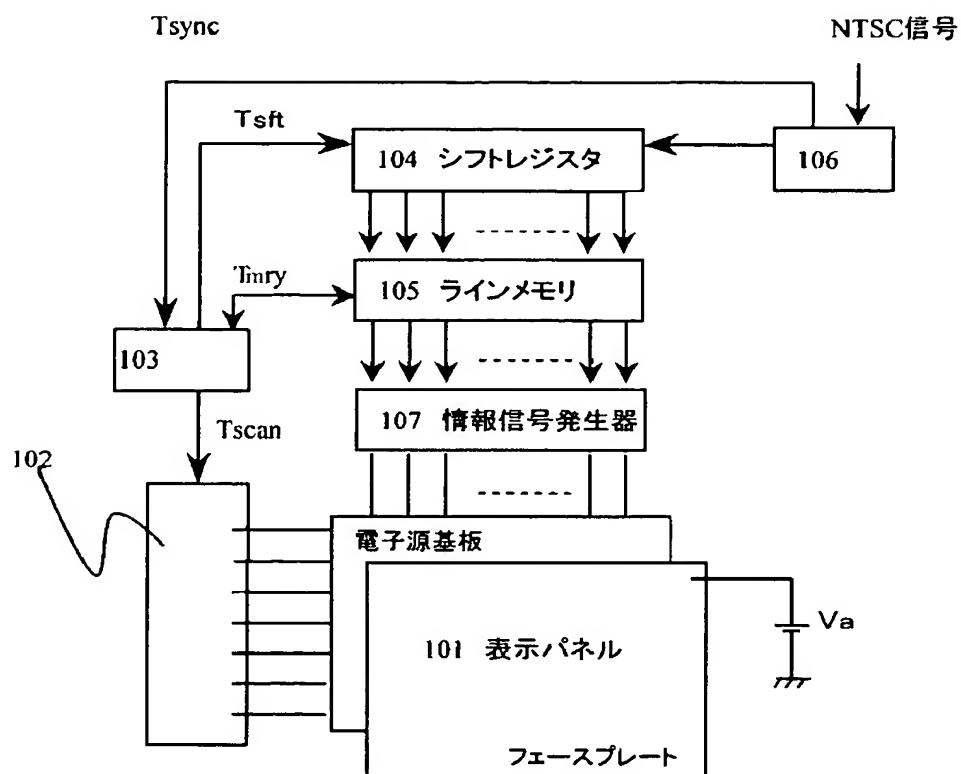 Tsync
NTSC信号
Tsft
104 シフトレジスタ
106
Tmry
105 ラインメモリ
103
107 情報信号発生器
Tscan
102
電子源基板
Va
101 表示パネル
フェースプレート